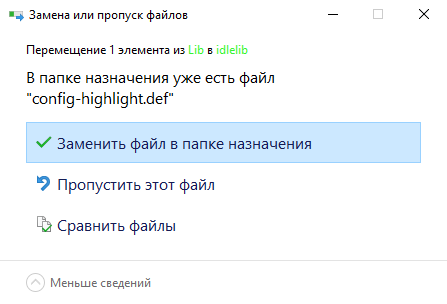 Замена или пропуск файлов
Перемещение 1 элемента из Lib в idlelib
В папке назначения уже есть файл
"config-highlight.def"
Заменить файл в папке назначения
Пропустить этот файл
Сравнить файлы
Меньше сведений